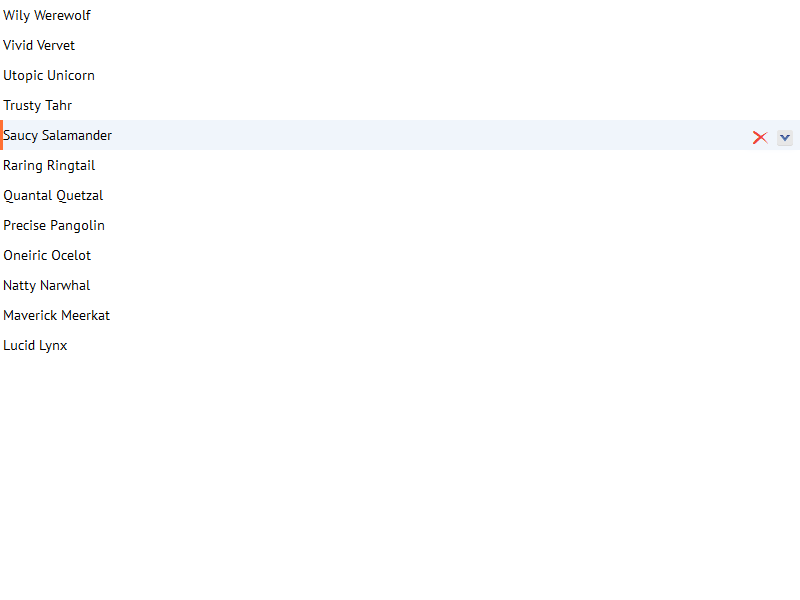 Wily Werewolf
Vivid Vervet
Utopic Unicorn
Trusty Tahr
Saucy Salamander
Raring Ringtail
Quantal Quetzal
Precise Pangolin
Oneiric Ocelot
Natty Narwhal
Maverick Meerkat
Lucid Lynx